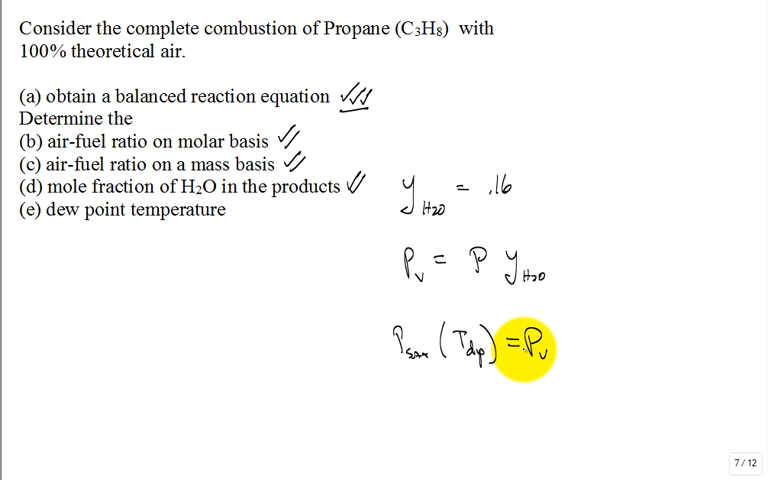 Consider the complete combustion of Propane (C₃H₈) with
100% theoretical air.
(a) obtain a balanced reaction equation
Determine the
(b) air-fuel ratio on molar basis
(c) air-fuel ratio on a mass basis
(d) mole fraction of H₂O in the products
(e) dew point temperature
y H₂O = .16
Pv = P y H₂O
Psat (Tdp) = Pv
7 / 12